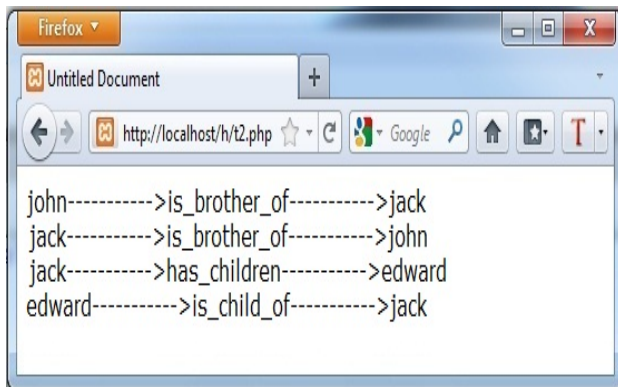 Firefox
Untitled Document
http://localhost/h/t2.php
Google
T
john----------->is_brother_of----------->jack
jack----------->is_brother_of----------->john
jack----------->has_children----------->edward
edward----------->is_child_of----------->jack